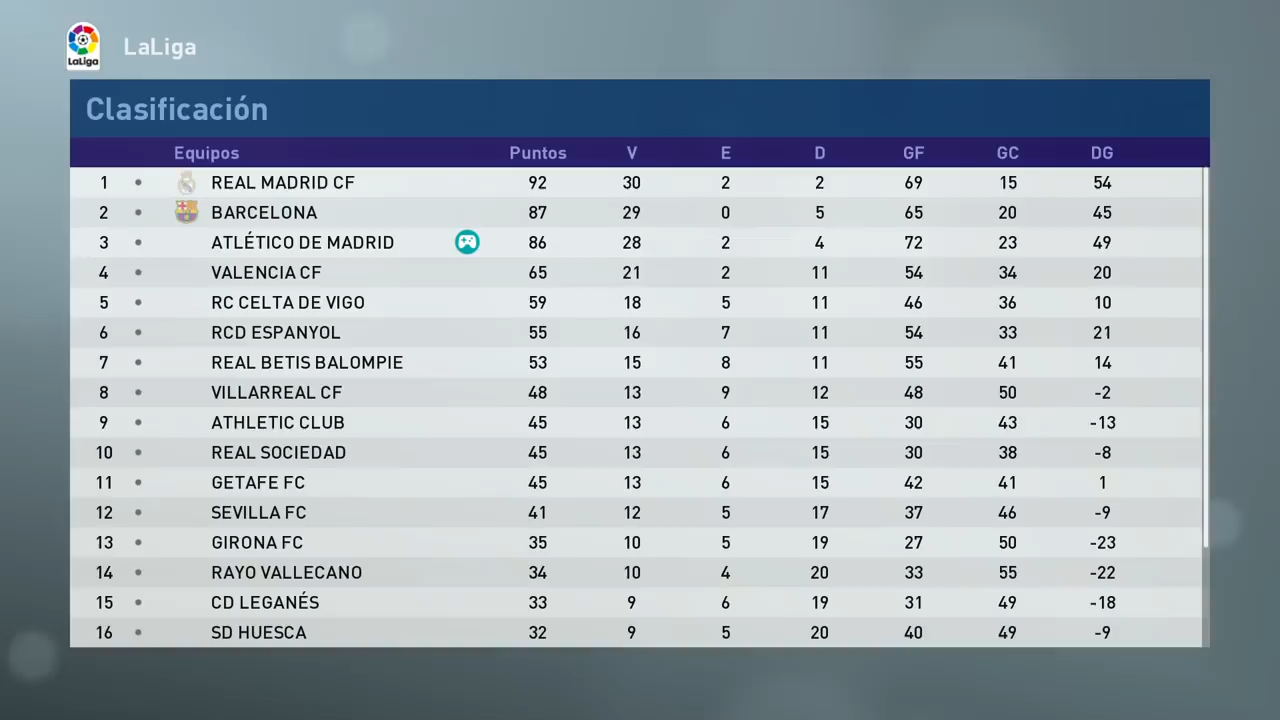 LaLiga
LaLiga
Clasificación
Equipos Puntos V E D GF GC DG
1 REAL MADRID CF 92 30 2 2 69 15 54
2 BARCELONA 87 29 0 5 65 20 45
3 ATLÉTICO DE MADRID 86 28 2 4 72 23 49
4 VALENCIA CF 65 21 2 11 54 34 20
5 RC CELTA DE VIGO 59 18 5 11 46 36 10
6 RCD ESPANYOL 55 16 7 11 54 33 21
7 REAL BETIS BALOMPIE 53 15 8 11 55 41 14
8 VILLARREAL CF 48 13 9 12 48 50 -2
9 ATHLETIC CLUB 45 13 6 15 30 43 -13
10 REAL SOCIEDAD 45 13 6 15 30 38 -8
11 GETAFE FC 45 13 6 15 42 41 1
12 SEVILLA FC 41 12 5 17 37 46 -9
13 GIRONA FC 35 10 5 19 27 50 -23
14 RAYO VALLECANO 34 10 4 20 33 55 -22
15 CD LEGANÉS 33 9 6 19 31 49 -18
16 SD HUESCA 32 9 5 20 40 49 -9